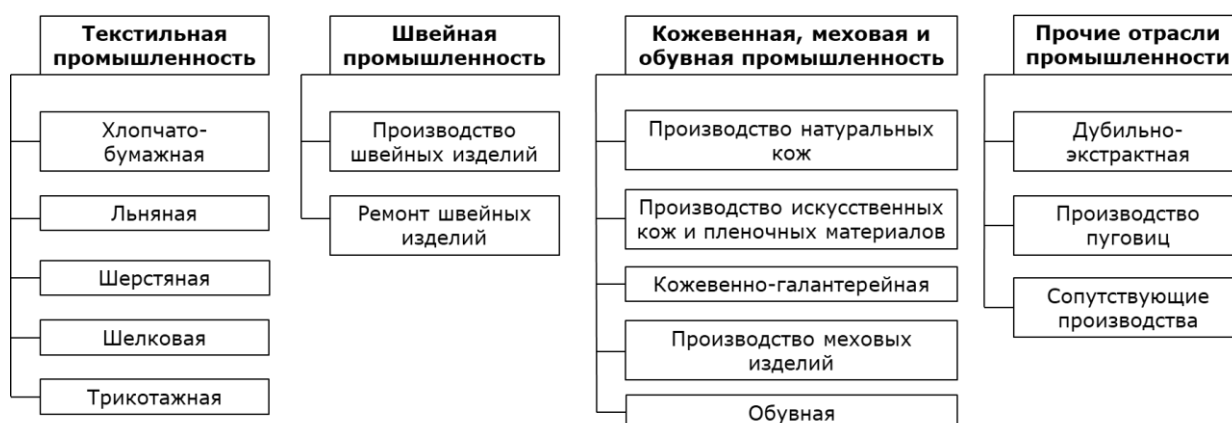 Текстильная
промышленность
Хлопчато-
бумажная
Льняная
Шерстяная
Шелковая
Трикотажная
Швейная
промышленность
Производство
швейных изделий
Ремонт швейных
изделий
Кожевенная, меховая и
обувная промышленность
Производство натуральных
кож
Производство искусственных
кож и пленочных материалов
Кожевенно-галантерейная
Производство меховых
изделий
Обувная
Прочие отрасли
промышленности
Дубильно-
экстрактная
Производство
пуговиц
Сопутствующие
производства